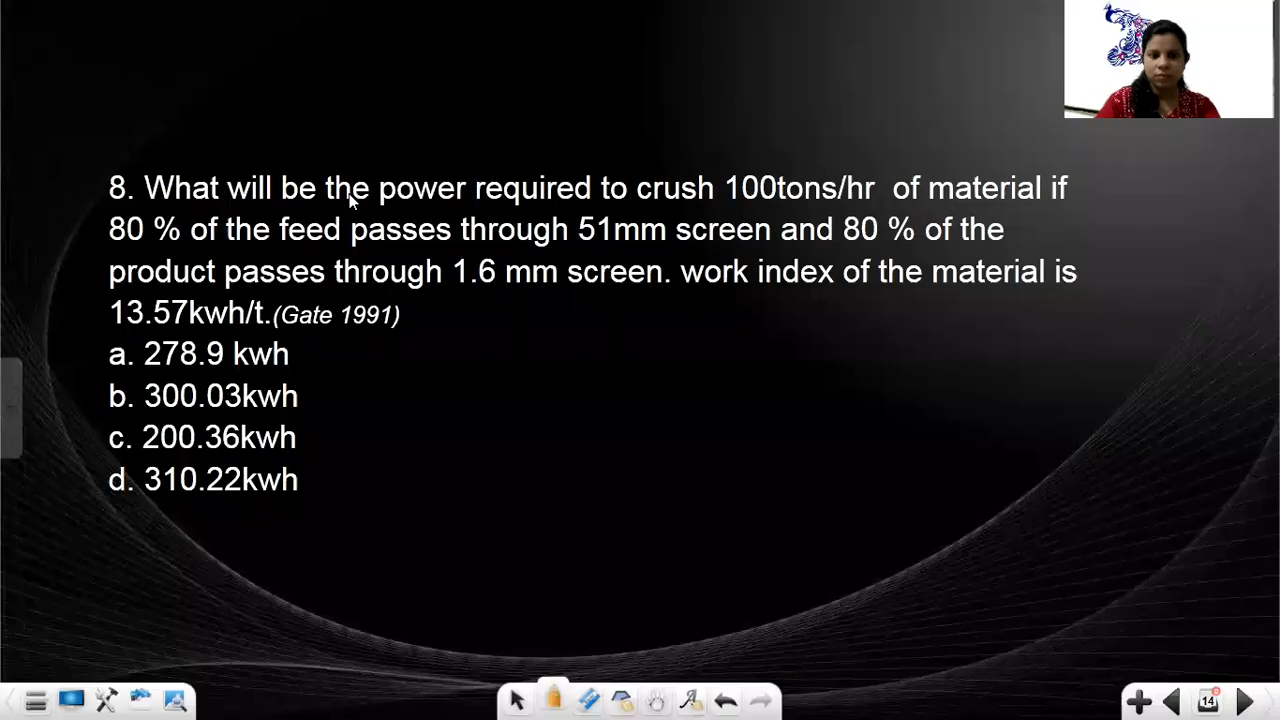 8. What will be the power required to crush 100tons/hr of material if
80 % of the feed passes through 51mm screen and 80 % of the
product passes through 1.6 mm screen. work index of the material is
13.57kwh/t.(Gate 1991)
a. 278.9 kwh
b. 300.03kwh
c. 200.36kwh
d. 310.22kwh
14